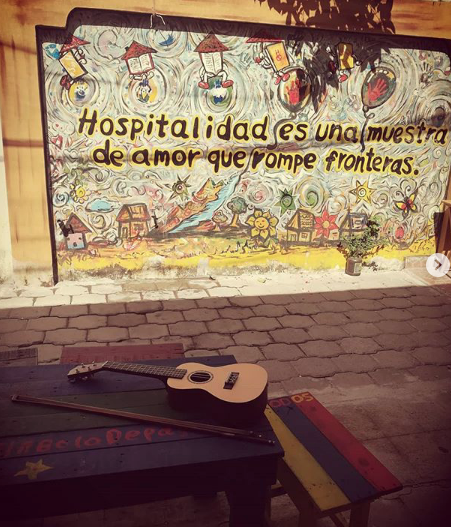 Hospitalidad es una muestra
de amor que rompe fronteras.